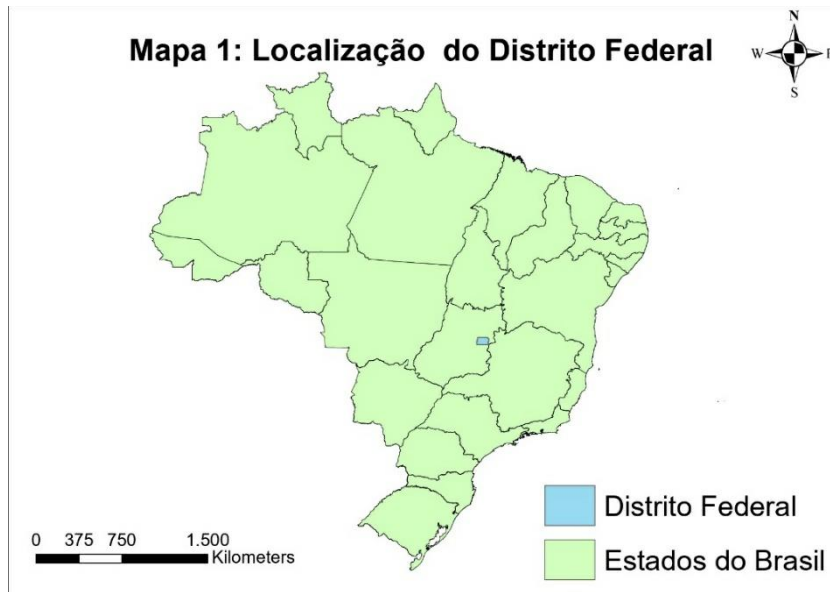 Mapa 1: Localização do Distrito Federal
N
W
E
S
Distrito Federal
Estados do Brasil
0 375 750 1.500
Kilometers